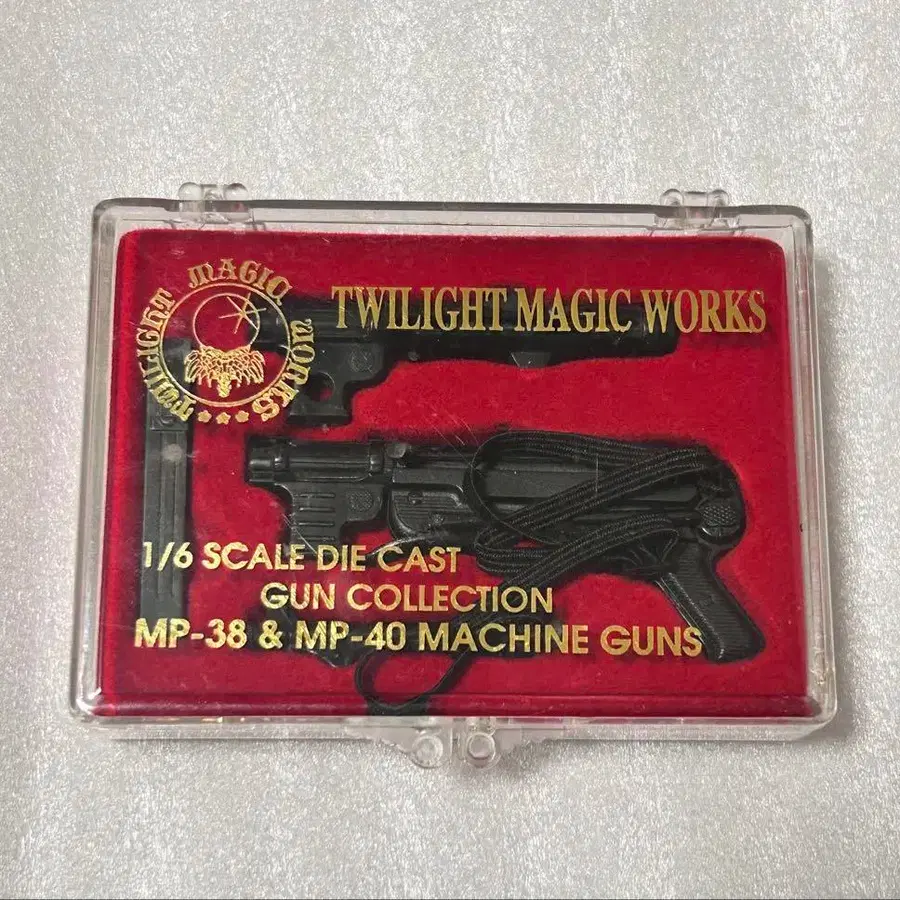 TWILIGHT MAGIC WORKS
TWILIGHT MAGIC WORKS
1/6 SCALE DIE CAST
GUN COLLECTION
MP-38 & MP-40 MACHINE GUNS